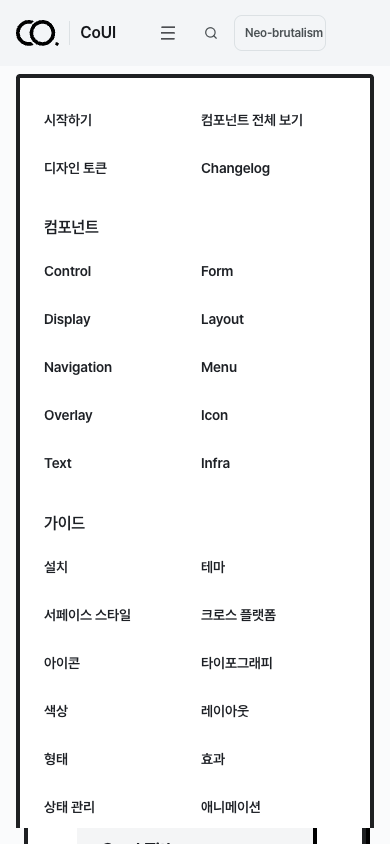 CO.
CoUI
Neo-brutalism
시작하기
컴포넌트 전체 보기
디자인 토큰
Changelog
컴포넌트
Control
Form
Display
Layout
Navigation
Menu
Overlay
Icon
Text
Infra
가이드
설치
테마
서페이스 스타일
크로스 플랫폼
아이콘
타이포그래피
색상
레이아웃
형태
효과
상태 관리
애니메이션